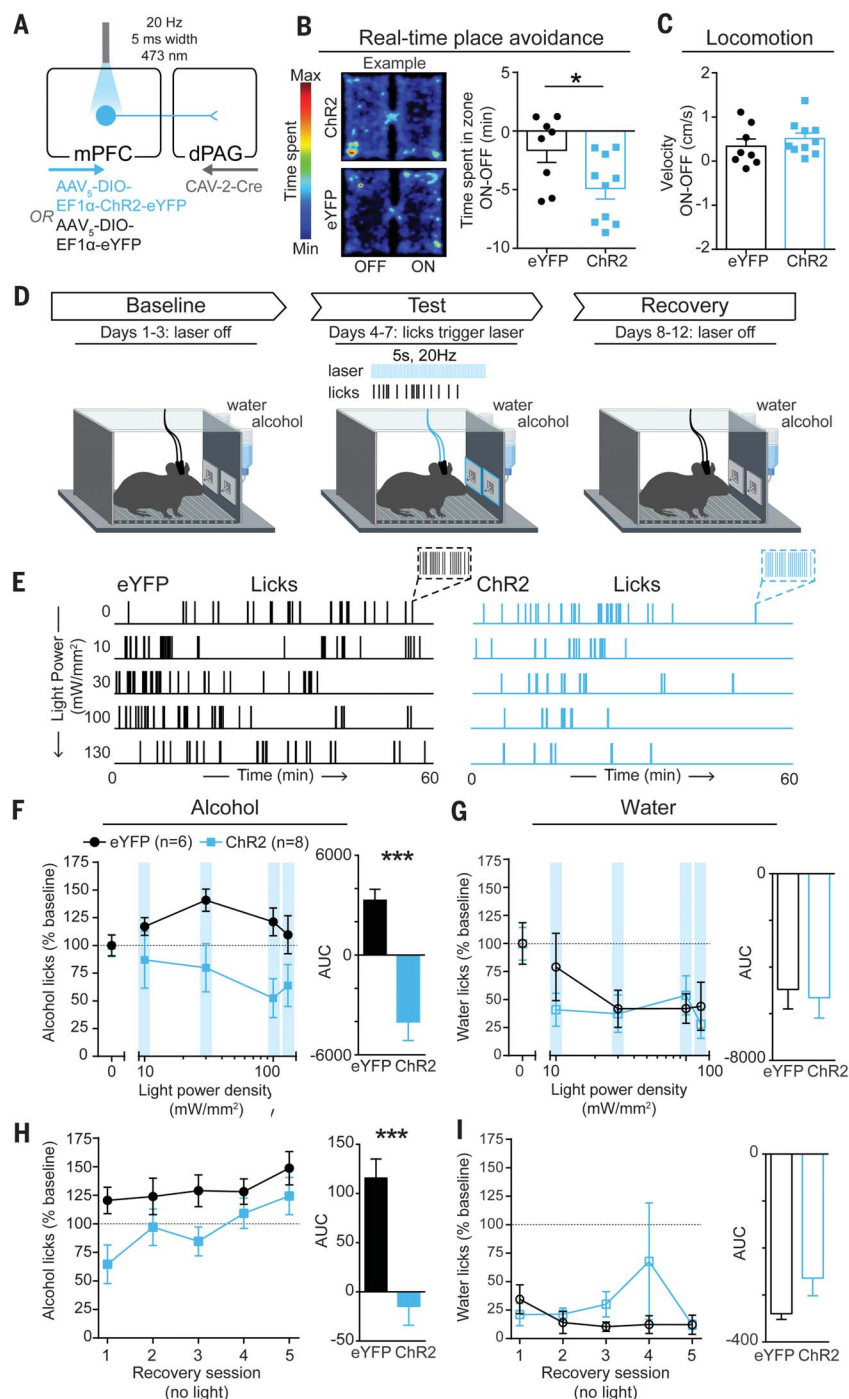 A
20 Hz
5 ms width
473 nm
mPFC
dPAG
AAV5-DIO-
EF1α-ChR2-eYFP
OR
AAV5-DIO-
EF1α-eYFP
CAV-2-Cre
B
Real-time place avoidance
Example
Max
Time spent
Min
ChR2
eYFP
OFF
ON
Time spent in zone
ON-OFF (min)
5
0
-5
-10
*
eYFP
ChR2
C
Locomotion
Velocity
ON-OFF (cm/s)
2
1
0
-1
-2
eYFP
ChR2
D
Baseline
Days 1-3: laser off
water
alcohol
Test
Days 4-7: licks trigger laser
5s, 20Hz
laser
licks
water
alcohol
Recovery
Days 8-12: laser off
water
alcohol
E
eYFP
Licks
ChR2
Licks
Light Power
(mW/mm²)
0
10
30
100
130
0
Time (min)
60
0
Time (min)
60
F
Alcohol
eYFP (n=6)
ChR2 (n=8)
Alcohol licks (% baseline)
175
150
125
100
75
50
25
0
0
10
100
Light power density
(mW/mm²)
AUC
6000
0
-6000
***
eYFP
ChR2
G
Water
Water licks (% baseline)
175
150
125
100
75
50
25
0
0
10
100
Light power density
(mW/mm²)
AUC
0
-8000
eYFP
ChR2
H
Alcohol licks (% baseline)
175
150
125
100
75
50
25
0
1
2
3
4
5
Recovery session
(no light)
AUC
150
100
50
0
-50
***
eYFP
ChR2
I
Water licks (% baseline)
175
150
125
100
75
50
25
0
1
2
3
4
5
Recovery session
(no light)
AUC
0
-400
eYFP
ChR2